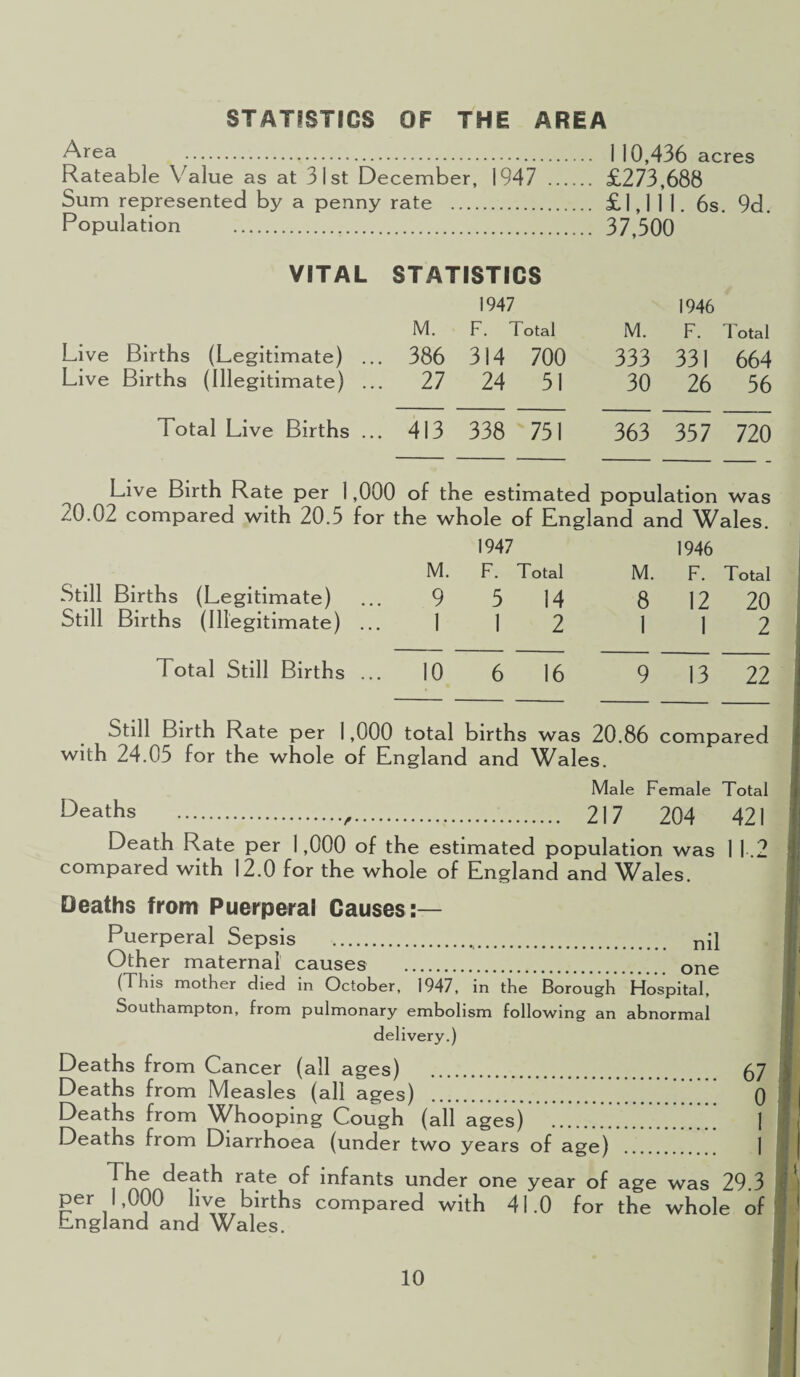 STATISTICS OF THE AREA
Area .......... 110,436 acres
Rateable Value as at 31st December, 1947 ...... £273,688
Sum represented by a penny rate .......... £1,111. 6s. 9d.
Population .......... 37,500
VITAL STATISTICS
1947 1946
M. F. Total M. F. Total
Live Births (Legitimate) ... 386 314 700 333 331 664
Live Births (Illegitimate) ... 27 24 51 30 26 56
Total Live Births ... 413 338 751 363 357 720
Live Birth Rate per 1,000 of the estimated population was
20.02 compared with 20.5 for the whole of England and Wales.
1947 1946
M. F. Total M. F. Total
Still Births (Legitimate) ... 9 5 14 8 12 20
Still Births (Illegitimate) ... 1 1 2 1 1 2
Total Still Births ... 10 6 16 9 13 22
Still Birth Rate per 1,000 total births was 20.86 compared
with 24.05 for the whole of England and Wales.
Male Female Total
Deaths .......... 217 204 421
Death Rate per 1,000 of the estimated population was 11.2
compared with 12.0 for the whole of England and Wales.
Deaths from Puerperal Causes:—
Puerperal Sepsis .......... nil
Other maternal causes .......... one
(This mother died in October, 1947, in the Borough Hospital,
Southampton, from pulmonary embolism following an abnormal
delivery.)
Deaths from Cancer (all ages) .......... 67
Deaths from Measles (all ages) .......... 0
Deaths from Whooping Cough (all ages) .......... 1
Deaths from Diarrhoea (under two years of age) .......... 1
The death rate of infants under one year of age was 29.3
per 1,000 live births compared with 41.0 for the whole of
England and Wales.
10